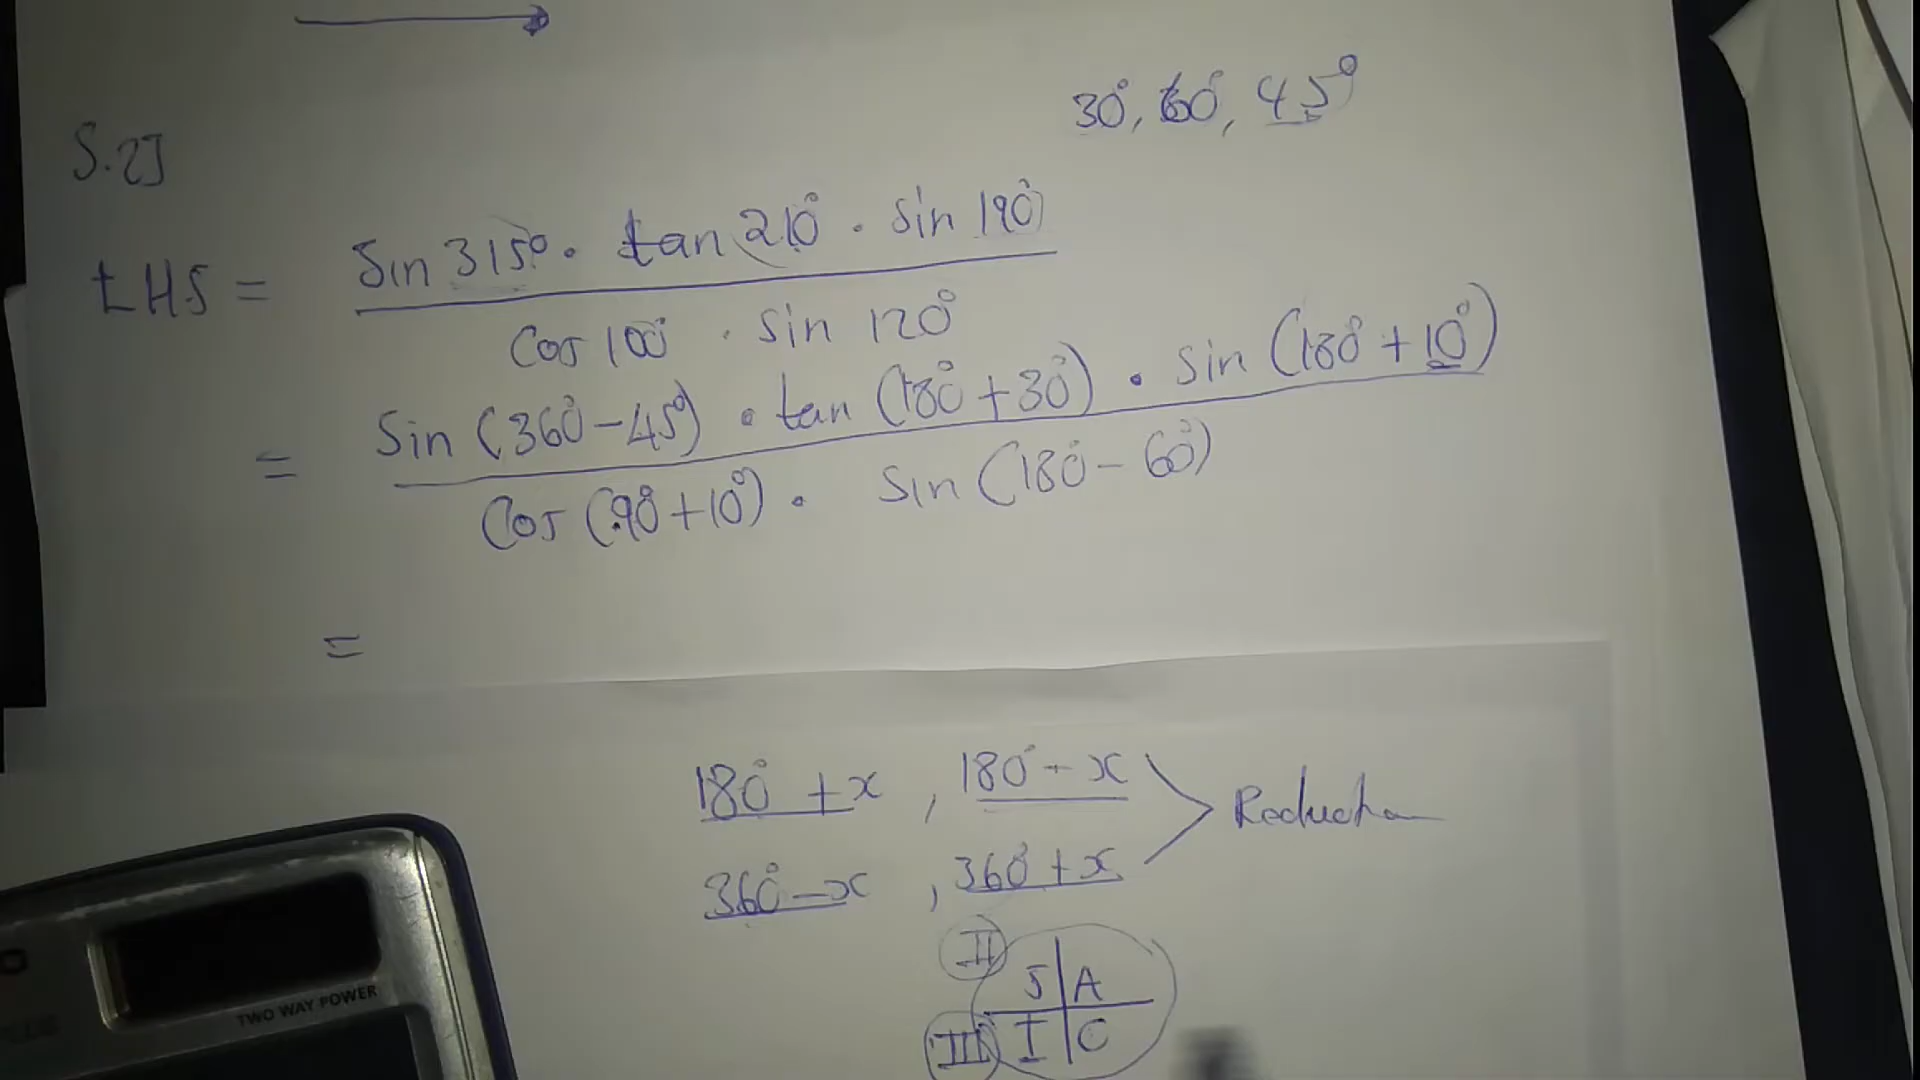 30°, 60°, 45°
5.2]
LHS = sin 315° · tan 210° · sin 190°
cos 100° · sin 120°
= sin (360° - 45°) · tan (180° + 30°) · sin (180° + 10°)
cos (90° + 10°) · sin (180° - 60°)
=
180° + x , 180° - x
Reduction
360° - x , 360° + x
II
S A
III T C
TWO WAY POWER